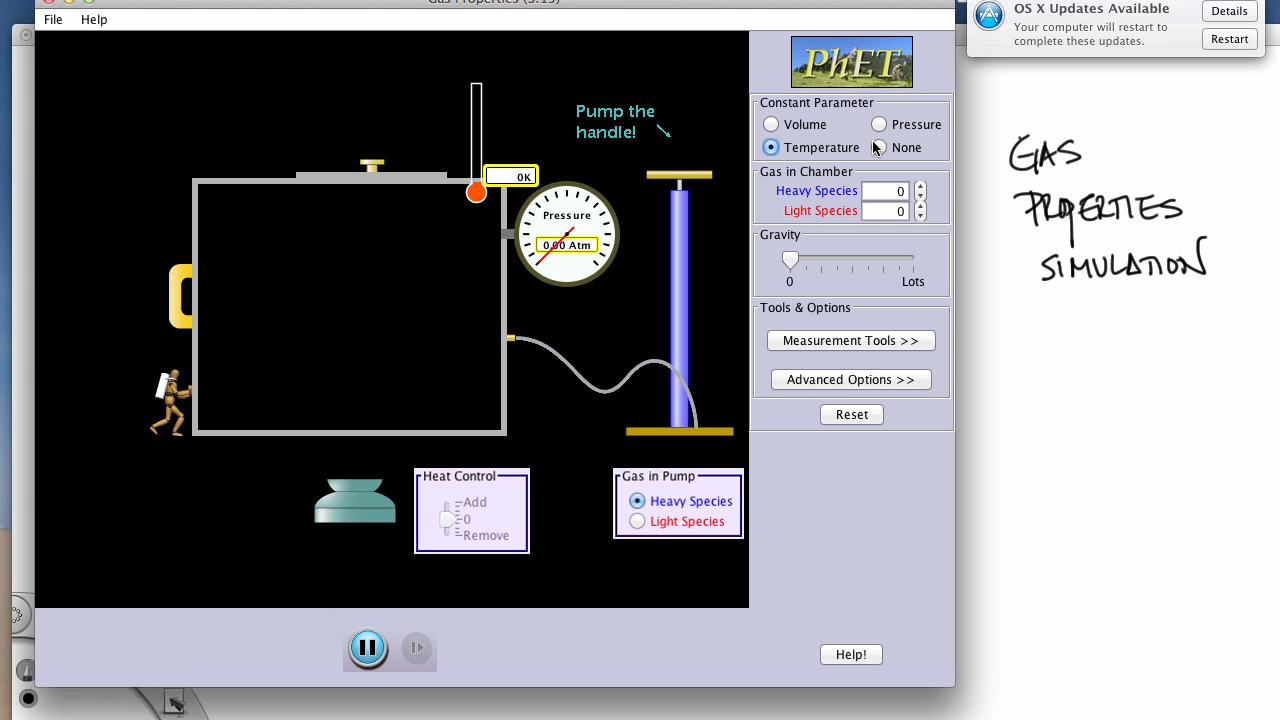 Gas Properties (3.15)
File Help
OS X Updates Available
Your computer will restart to
complete these updates.
Details
Restart
PhET
Pump the
handle!
Constant Parameter
Volume
Pressure
Temperature
None
0K
Pressure
0.00 Atm
Gas in Chamber
Heavy Species 0
Light Species 0
Gravity
0 Lots
Tools & Options
Measurement Tools >>
Advanced Options >>
Reset
Heat Control
Add
0
Remove
Gas in Pump
Heavy Species
Light Species
Help!
GAS
PROPERTIES
SIMULATION